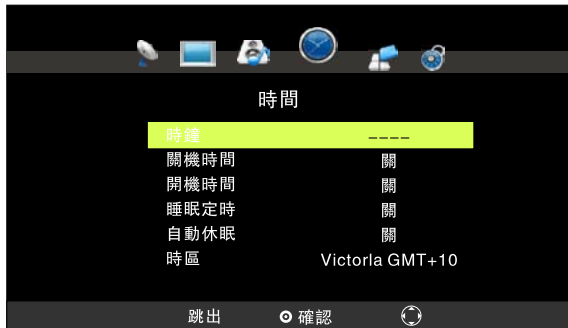 時間
時鐘 ----
關機時間 關
開機時間 關
睡眠定時 關
自動休眠 關
時區 Victorla GMT+10
跳出 確認